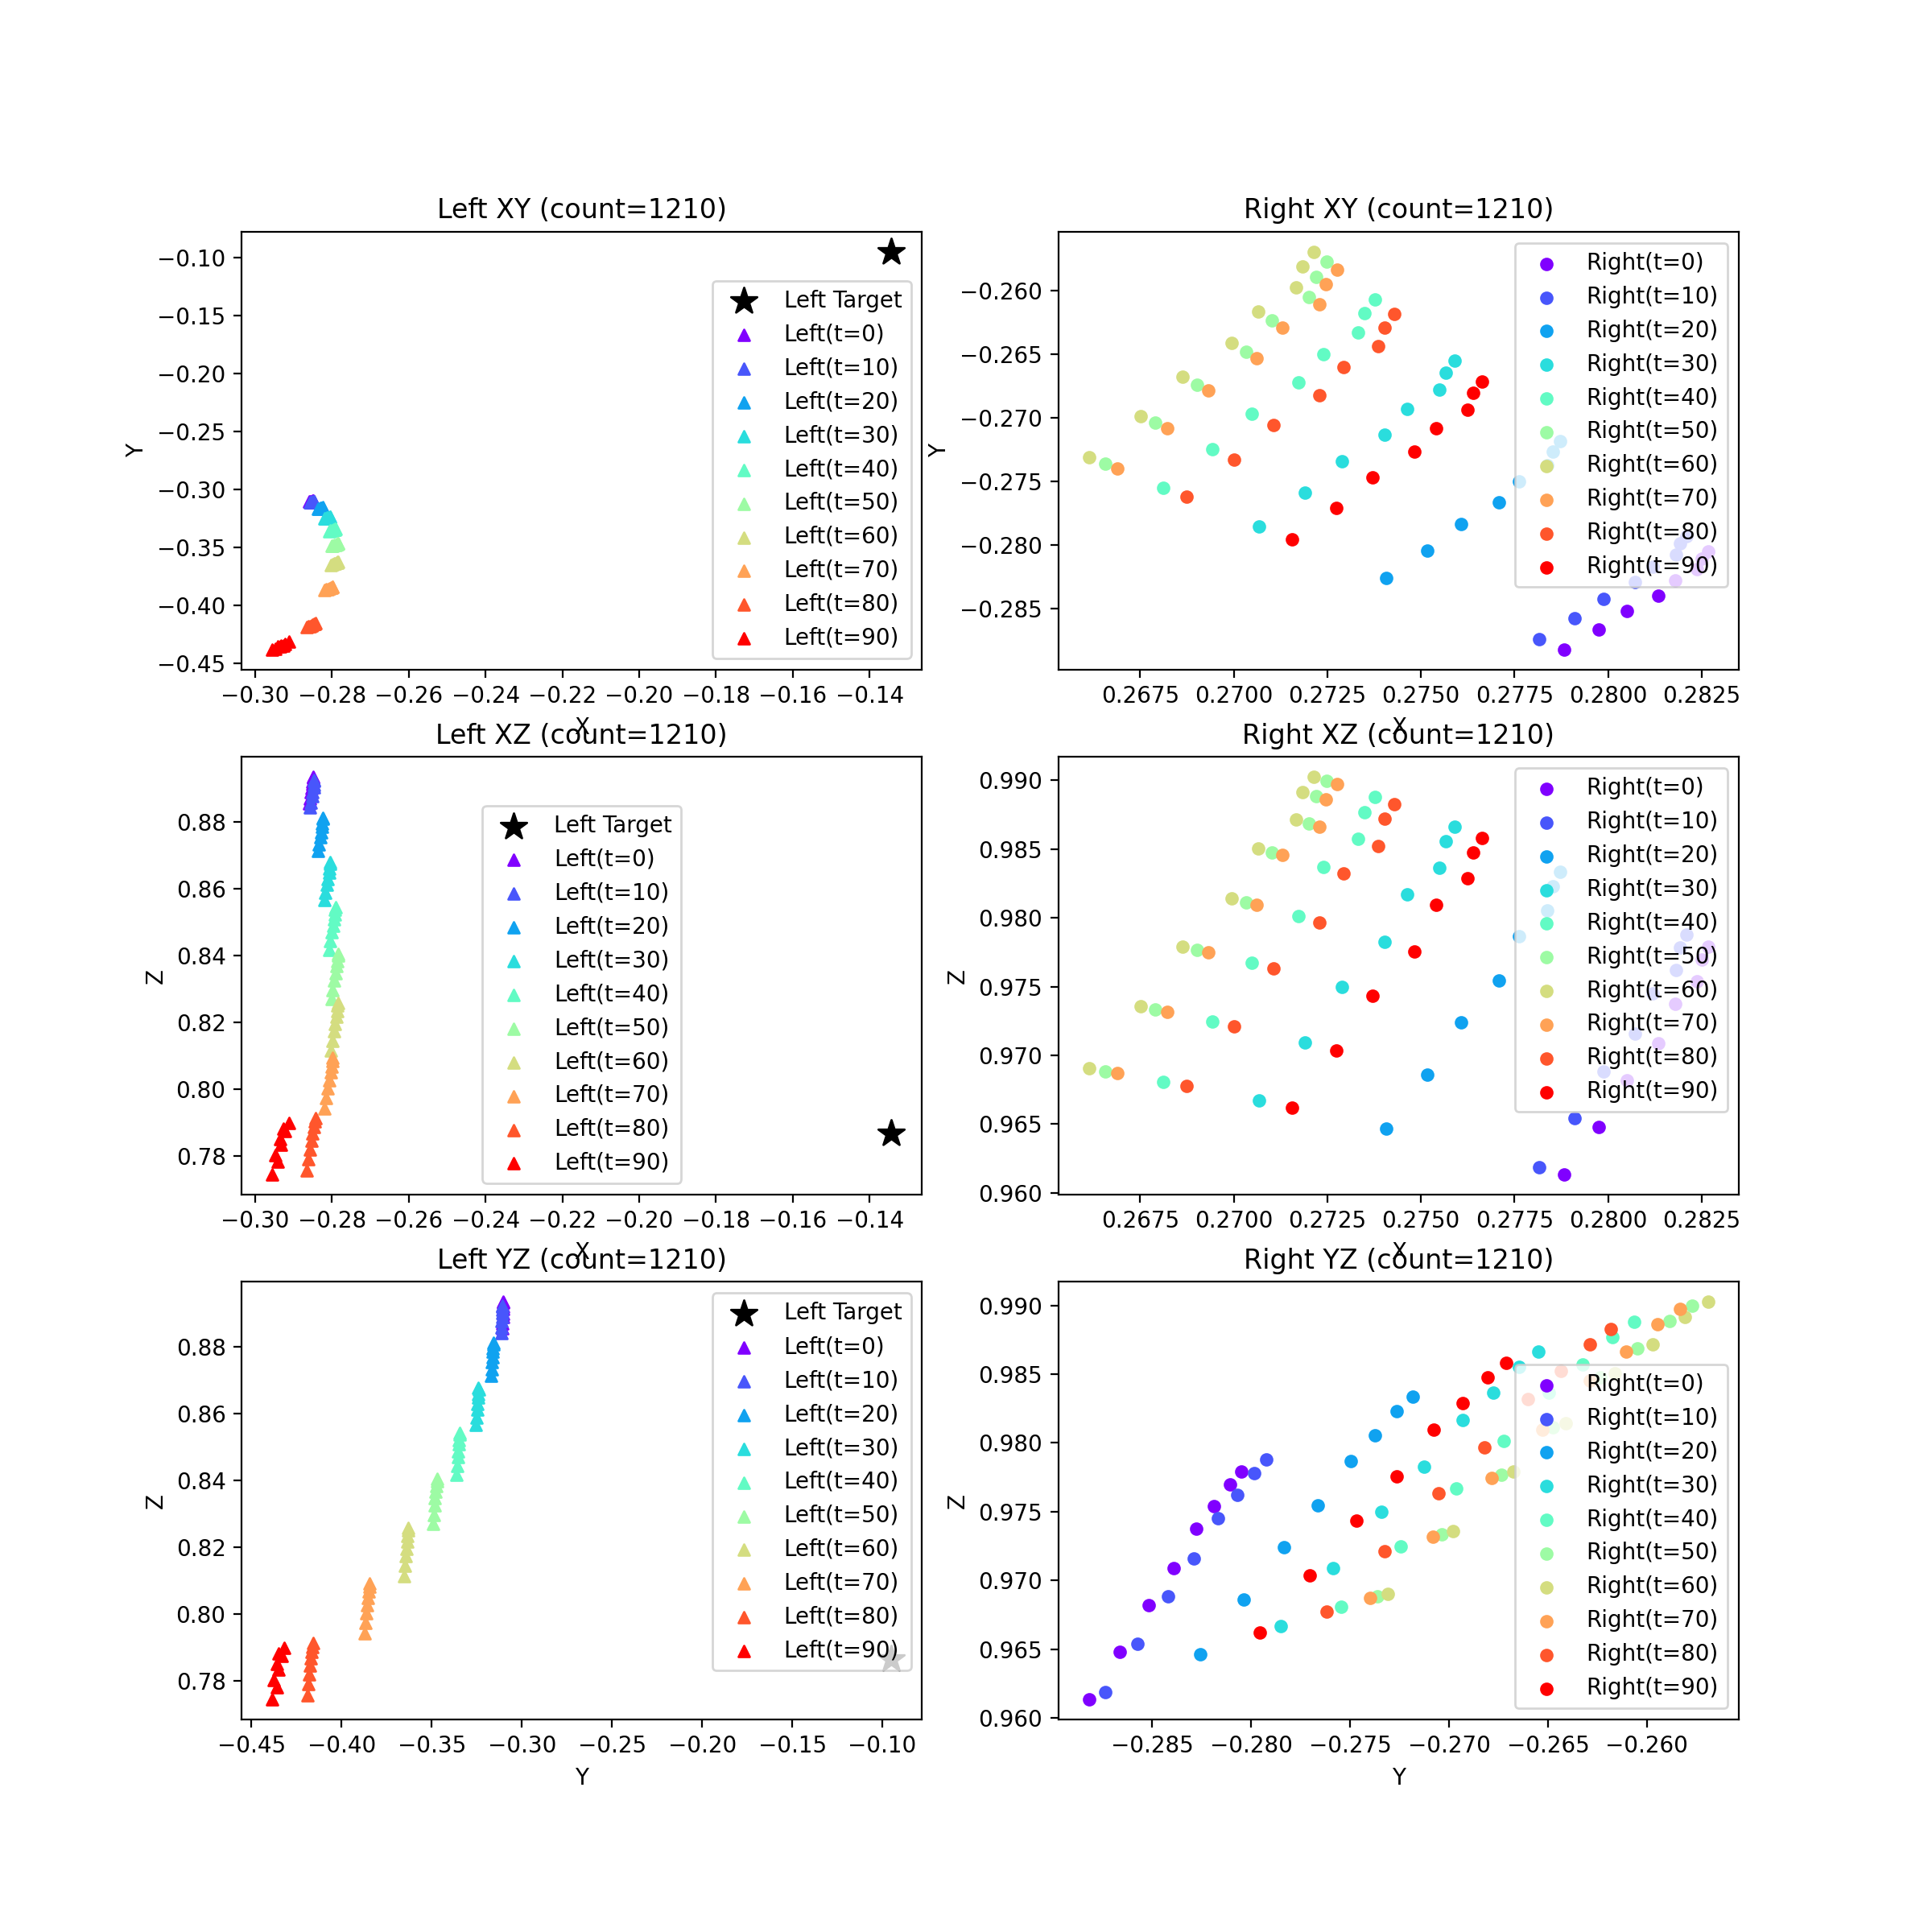 Left XY (count=1210)
Y
−0.10
−0.15
−0.20
−0.25
−0.30
−0.35
−0.40
−0.45
−0.30 −0.28 −0.26 −0.24 −0.22 −0.20 −0.18 −0.16 −0.14
X
Left Target
Left(t=0)
Left(t=10)
Left(t=20)
Left(t=30)
Left(t=40)
Left(t=50)
Left(t=60)
Left(t=70)
Left(t=80)
Left(t=90)
Right XY (count=1210)
Y
−0.260
−0.265
−0.270
−0.275
−0.280
−0.285
0.2675 0.2700 0.2725 0.2750 0.2775 0.2800 0.2825
X
Right(t=0)
Right(t=10)
Right(t=20)
Right(t=30)
Right(t=40)
Right(t=50)
Right(t=60)
Right(t=70)
Right(t=80)
Right(t=90)
Left XZ (count=1210)
Z
0.88
0.86
0.84
0.82
0.80
0.78
−0.30 −0.28 −0.26 −0.24 −0.22 −0.20 −0.18 −0.16 −0.14
X
Left Target
Left(t=0)
Left(t=10)
Left(t=20)
Left(t=30)
Left(t=40)
Left(t=50)
Left(t=60)
Left(t=70)
Left(t=80)
Left(t=90)
Right XZ (count=1210)
Z
0.990
0.985
0.980
0.975
0.970
0.965
0.960
0.2675 0.2700 0.2725 0.2750 0.2775 0.2800 0.2825
X
Right(t=0)
Right(t=10)
Right(t=20)
Right(t=30)
Right(t=40)
Right(t=50)
Right(t=60)
Right(t=70)
Right(t=80)
Right(t=90)
Left YZ (count=1210)
Z
0.88
0.86
0.84
0.82
0.80
0.78
−0.45 −0.40 −0.35 −0.30 −0.25 −0.20 −0.15 −0.10
Y
Left Target
Left(t=0)
Left(t=10)
Left(t=20)
Left(t=30)
Left(t=40)
Left(t=50)
Left(t=60)
Left(t=70)
Left(t=80)
Left(t=90)
Right YZ (count=1210)
Z
0.990
0.985
0.980
0.975
0.970
0.965
0.960
−0.285 −0.280 −0.275 −0.270 −0.265 −0.260
Y
Right(t=0)
Right(t=10)
Right(t=20)
Right(t=30)
Right(t=40)
Right(t=50)
Right(t=60)
Right(t=70)
Right(t=80)
Right(t=90)